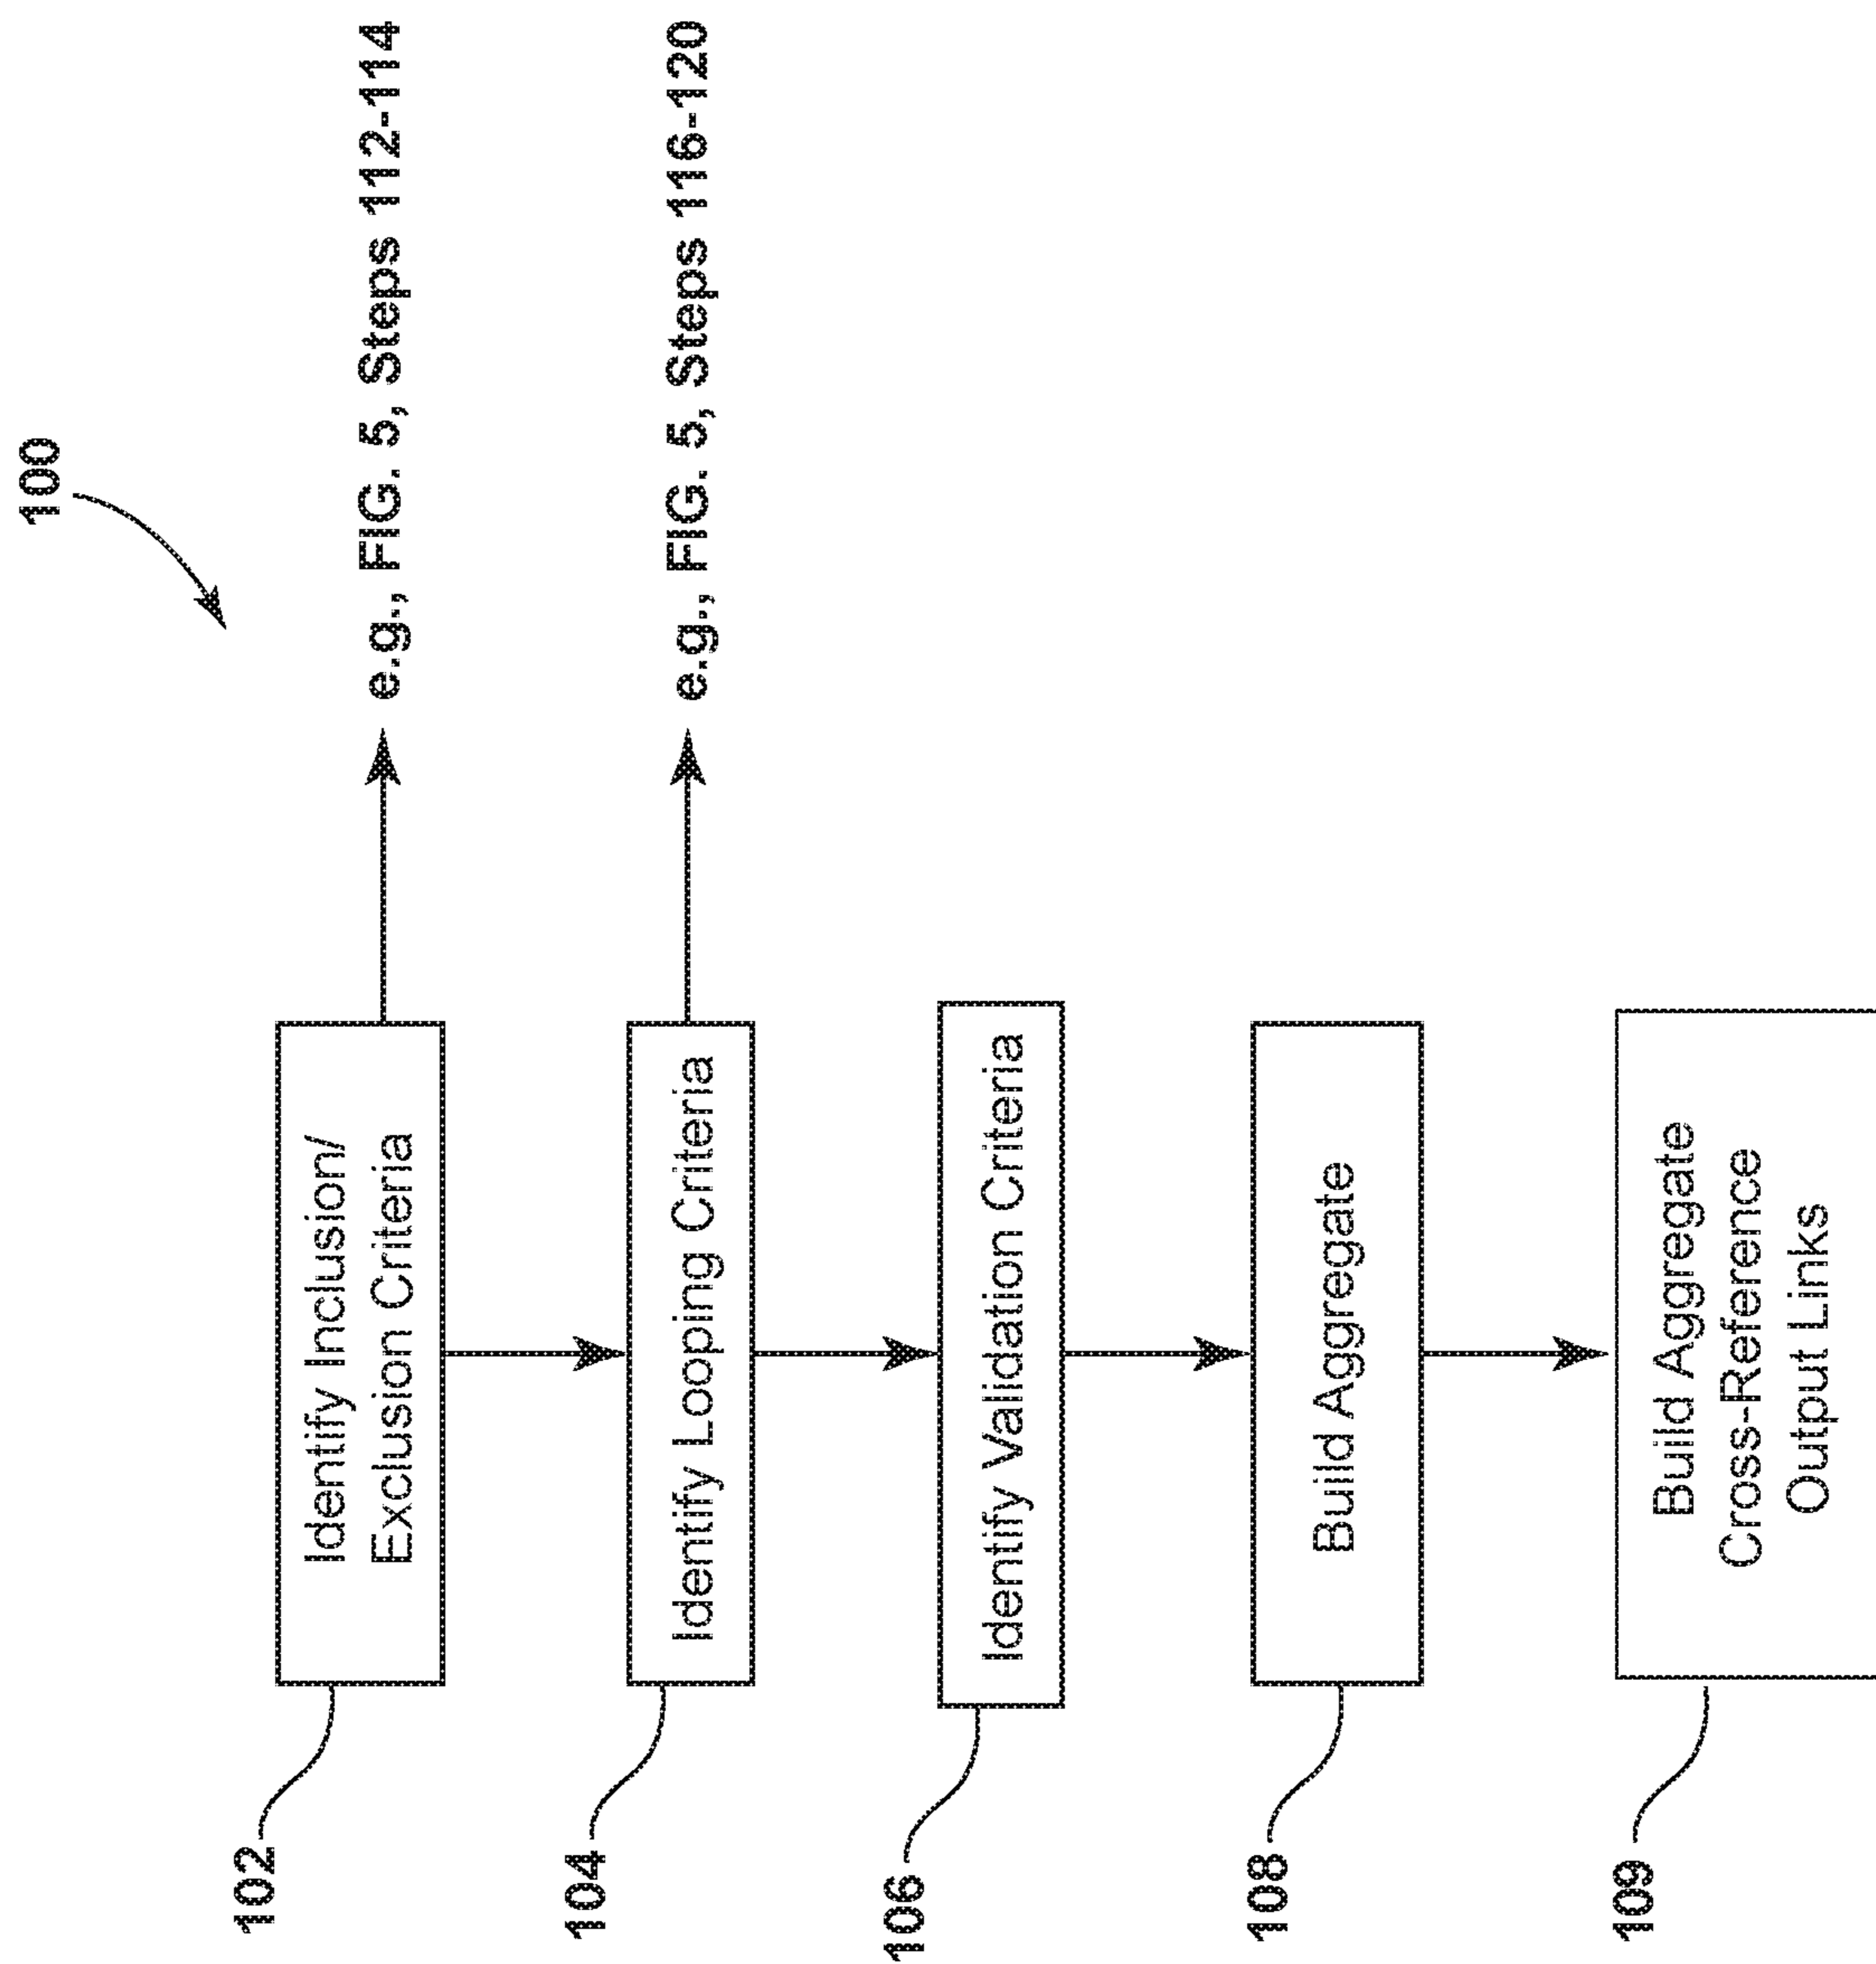 100
102
Identify Inclusion/
Exclusion Criteria
e.g., FIG. 5, Steps 112-114
104
Identify Looping Criteria
e.g., FIG. 5, Steps 116-120
106
Identify Validation Criteria
108
Build Aggregate
109
Build Aggregate
Cross-Reference
Output Links